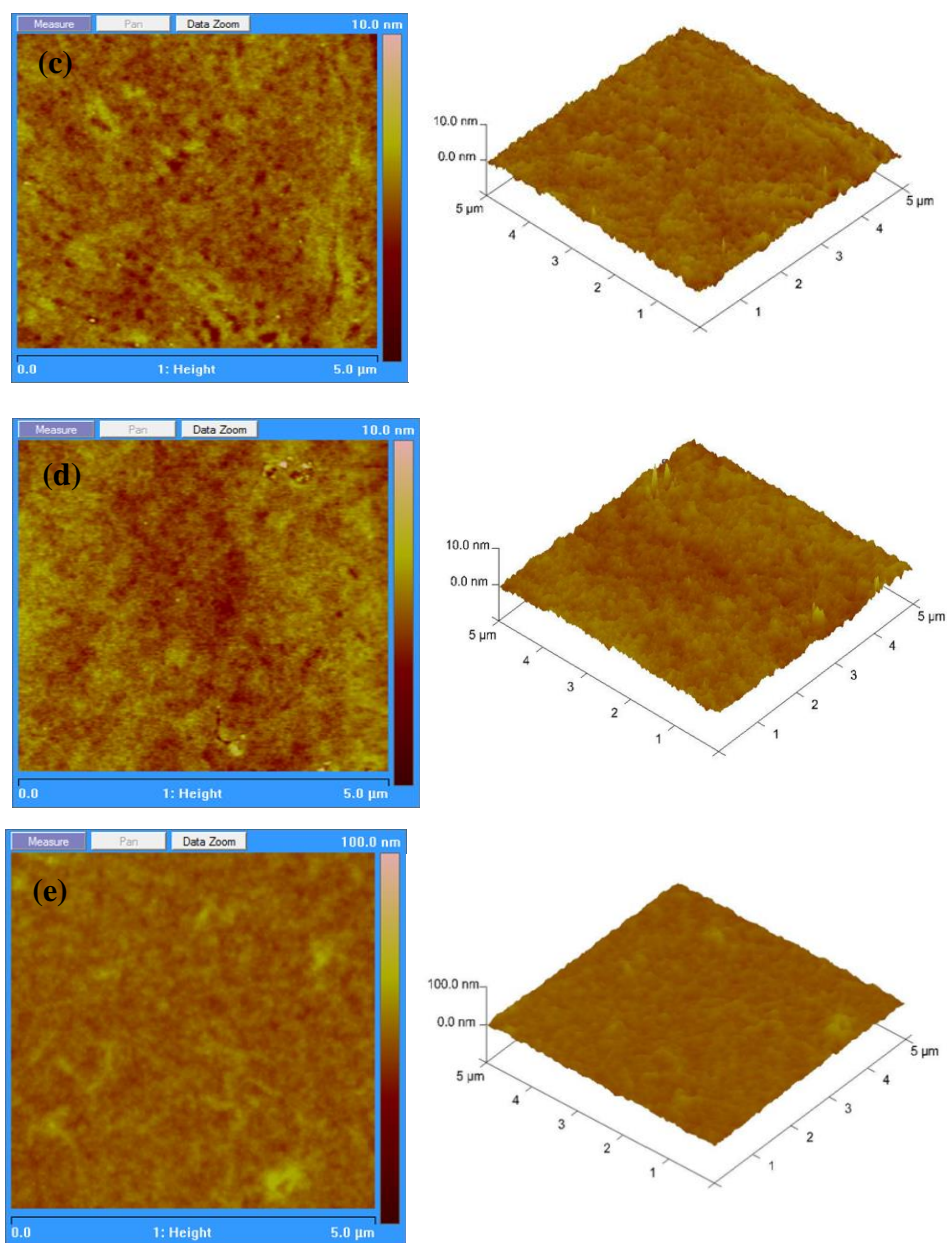 Measure Pan Data Zoom 10.0 nm
(c)
0.0 1: Height 5.0 µm
10.0 nm
0.0 nm
5 µm
4
3
2
1
1
2
3
4
5 µm
Measure Pan Data Zoom 10.0 nm
(d)
0.0 1: Height 5.0 µm
10.0 nm
0.0 nm
5 µm
4
3
2
1
1
2
3
4
5 µm
Measure Pan Data Zoom 100.0 nm
(e)
0.0 1: Height 5.0 µm
100.0 nm
0.0 nm
5 µm
4
3
2
1
1
2
3
4
5 µm